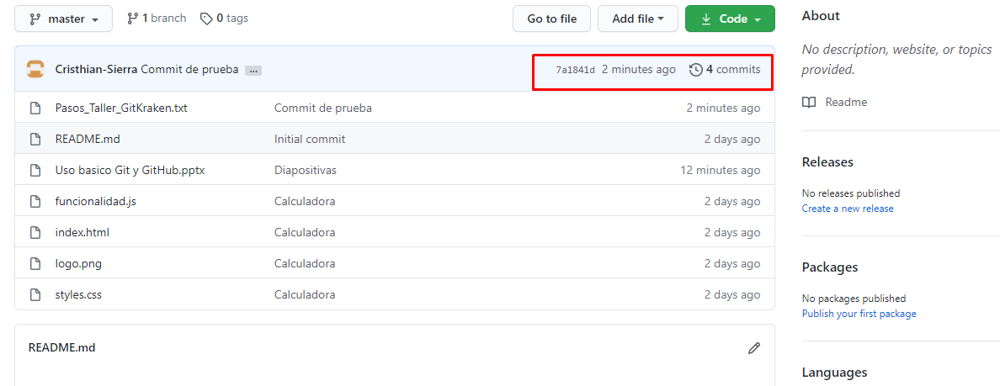 master 1 branch 0 tags Go to file Add file Code
Cristhian-Sierra Commit de prueba ... 7a1841d 2 minutes ago 4 commits
Pasos_Taller_GitKraken.txt Commit de prueba 2 minutes ago
README.md Initial commit 2 days ago
Uso basico Git y GitHub.pptx Diapositivas 12 minutes ago
funcionalidad.js Calculadora 2 days ago
index.html Calculadora 2 days ago
logo.png Calculadora 2 days ago
styles.css Calculadora 2 days ago
README.md
About
No description, website, or topics
provided.
Readme
Releases
No releases published
Create a new release
Packages
No packages published
Publish your first package
Languages